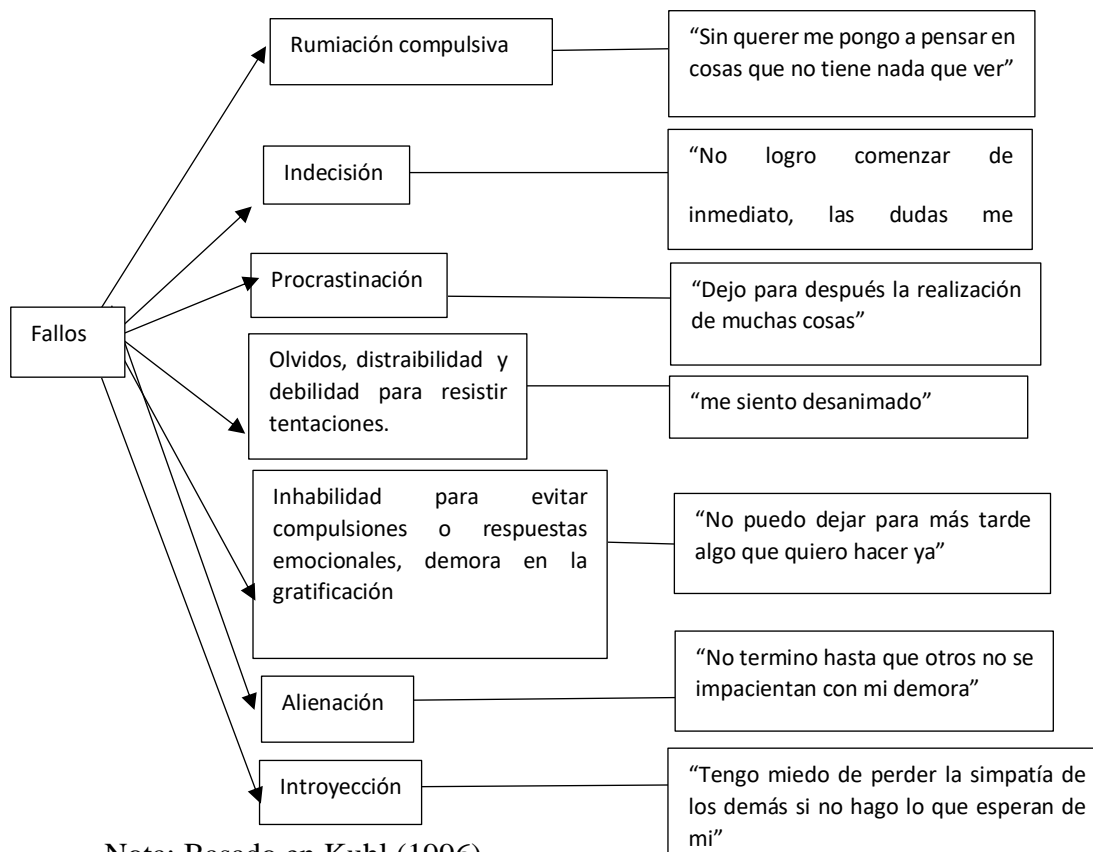 Rumiación compulsiva
“Sin querer me pongo a pensar en
cosas que no tiene nada que ver”
Indecisión
“No logro comenzar de
inmediato, las dudas me
Procrastinación
“Dejo para después la realización
de muchas cosas”
Fallos
Olvidos, distraibilidad y
debilidad para resistir
tentaciones.
“me siento desanimado”
Inhabilidad para evitar
compulsiones o respuestas
emocionales, demora en la
gratificación
“No puedo dejar para más tarde
algo que quiero hacer ya”
Alienación
“No termino hasta que otros no se
impacientan con mi demora”
Introyección
“Tengo miedo de perder la simpatía de
los demás si no hago lo que esperan de
mi”
Nota: Basado en Kuhl (1996)